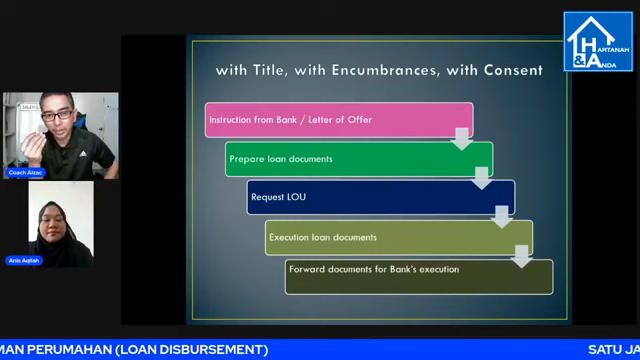 HARTANAH
& ANDA
with Title, with Encumbrances, with Consent
Instruction from Bank / Letter of Offer
Prepare loan documents
Request LOU
Execution loan documents
Forward documents for Bank's execution
Coach Aizac
Anis Aqilah
MAN PERUMAHAN (LOAN DISBURSEMENT)
SATU JA